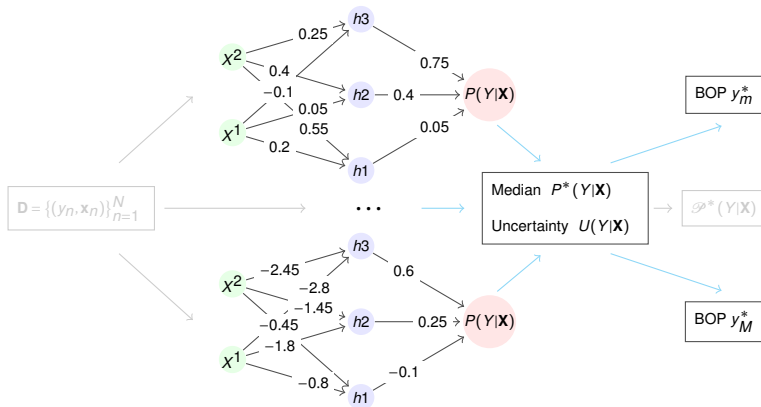 h3
0.25
X2
0.75
0.4
-0.1
h2
0.4
P(Y|X)
BOP y*m
0.05
X1
0.55
0.05
0.2
h1
Median P*(Y|X)
D = {(yn, xn)}Nn=1
...
𝒫*(Y|X)
Uncertainty U(Y|X)
h3
−2.45
0.6
X2
−2.8
−1.45
−0.45
h2
0.25
P(Y|X)
BOP y*M
−1.8
X1
−0.1
−0.8
h1